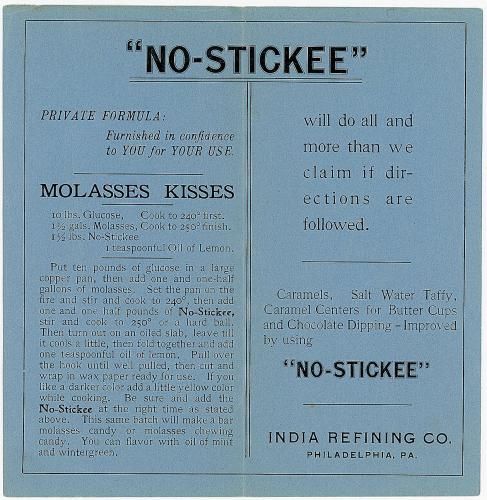 "NO-STICKEE"
PRIVATE FORMULA:
Furnished in confidence
to YOU for YOUR USE.
MOLASSES KISSES
10 lbs. Glucose, Cook to 240° first.
1½ gals. Molasses, Cook to 250° finish.
1½ lbs. No-Stickee
1 teaspoonful Oil of Lemon.
Put ten pounds of glucose in a large
copper pan, then add one and one-half
gallons of molasses. Set the pan on the
fire and stir and cook to 240°, then add
one and one half pounds of No-Stickee,
stir and cook to 250° or a hard ball.
Then turn out on an oiled slab, leave till
it cools a little, then fold together and add
one teaspoonful oil of lemon. Pull over
the hook until well pulled, then cut and
wrap in wax paper ready for use. If you
like a darker color add a little yellow color
while cooking. Be sure and add the
No-Stickee at the right time as stated
above. This same batch will make a bar
molasses candy or molasses chewing
candy. You can flavor with oil of mint
and wintergreen.
will do all and
more than we
claim if dir-
ections are
followed.
Caramels, Salt Water Taffy,
Caramel Centers for Butter Cups
and Chocolate Dipping - Improved
by using
"NO-STICKEE"
INDIA REFINING CO.
PHILADELPHIA, PA.